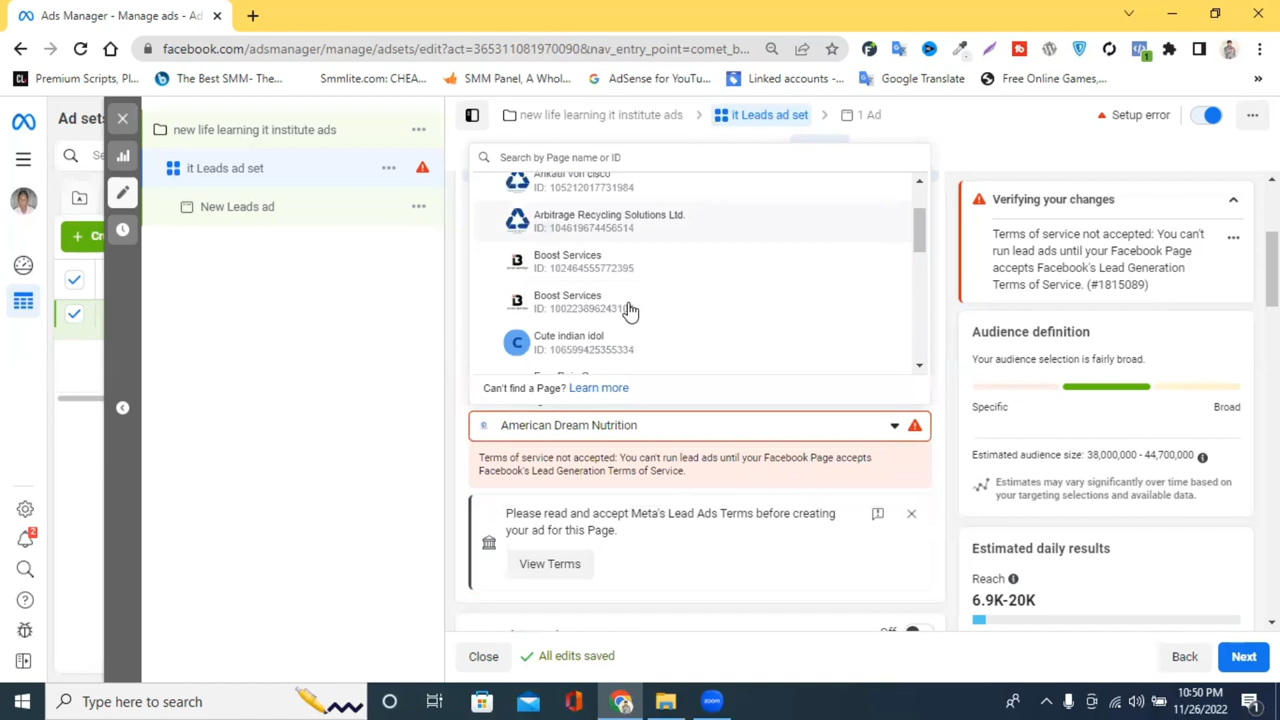 Ads Manager - Manage ads - Ad
facebook.com/adsmanager/manage/adsets/edit?act=3653110819700908&nav_entry_point=comet_b...
Premium Scripts, Pl...
The Best SMM- The...
Smmlite.com: CHEA...
SMM Panel, A Whol...
AdSense for YouTu...
Linked accounts -...
Google Translate
Free Online Games,...
Ad sets
new life learning it institute ads
it Leads ad set
New Leads ad
new life learning it institute ads
it Leads ad set
1 Ad
Setup error
Search by Page name or ID
Ankauf von cisco
ID: 105212017731984
Arbitrage Recycling Solutions Ltd.
ID: 104619674456514
Boost Services
ID: 102464555772395
Boost Services
Cute indian idol
ID: 106599425355334
Can't find a Page? Learn more
American Dream Nutrition
Terms of service not accepted: You can't run lead ads until your Facebook Page accepts
Facebook's Lead Generation Terms of Service.
Please read and accept Meta's Lead Ads Terms before creating
your ad for this Page.
View Terms
Verifying your changes
Terms of service not accepted: You can't
run lead ads until your Facebook Page
accepts Facebook's Lead Generation
Terms of Service. (#1815089)
Audience definition
Your audience selection is fairly broad.
Specific
Broad
Estimated audience size: 38,000,000 - 44,700,000
Estimates may vary significantly over time based on
your targeting selections and available data.
Estimated daily results
Reach
6.9K-20K
Close
All edits saved
Back
Next
2
Type here to search
10:50 PM
11/26/2022
1